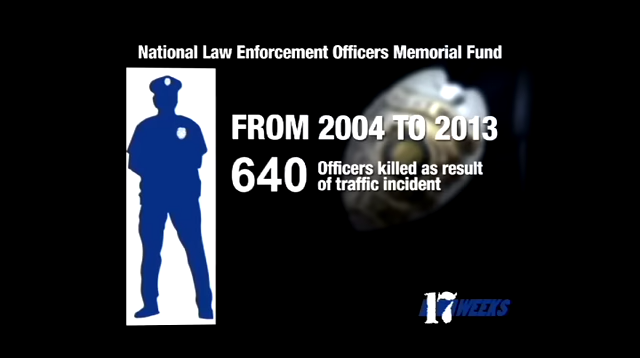 National Law Enforcement Officers Memorial Fund
FROM 2004 TO 2013
640 Officers killed as result
of traffic incident
17 WEEKS